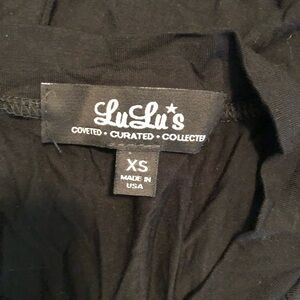 LuLu*s
COVETED • CURATED • COLLECTED
XS
MADE IN
USA